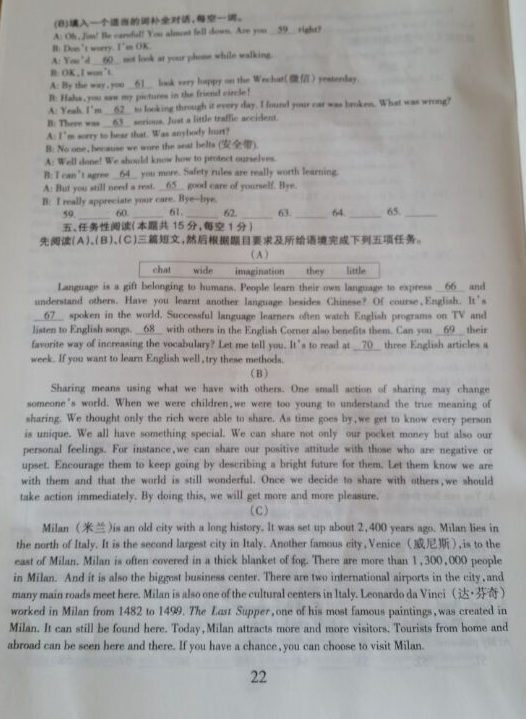 (B)填入一个适当的词补全对话,每空一词。
A: Oh, Jim! Be careful! You almost fell down. Are you 59 right?
B: Don't worry. I'm OK.
A: You'd 60 not look at your phone while walking.
B: OK, I won't.
A: By the way, you 61 look very happy on the Wechat(微信) yesterday.
B: Haha, you saw my pictures in the friend circle!
A: Yeah. I'm 62 to looking through it every day. I found your car was broken. What was wrong?
B: There was 63 serious. Just a little traffic accident.
A: I'm sorry to hear that. Was anybody hurt?
B: No one, because we wore the seat belts (安全带).
A: Well done! We should know how to protect ourselves.
B: I can't agree 64 you more. Safety rules are really worth learning.
A: But you still need a rest. 65 good care of yourself. Bye.
B: I really appreciate your care. Bye-bye.
59. 60. 61. 62. 63. 64. 65.
五、任务性阅读(本题共 15 分,每空 1 分)
先阅读(A)、(B)、(C)三篇短文,然后根据题目要求及所给语境完成下列五项任务。
(A)
chat wide imagination they little
Language is a gift belonging to humans. People learn their own language to express 66 and
understand others. Have you learnt another language besides Chinese? Of course, English. It's
67 spoken in the world. Successful language learners often watch English programs on TV and
listen to English songs. 68 with others in the English Corner also benefits them. Can you 69 their
favorite way of increasing the vocabulary? Let me tell you. It's to read at 70 three English articles a
week. If you want to learn English well, try these methods.
(B)
Sharing means using what we have with others. One small action of sharing may change
someone's world. When we were children, we were too young to understand the true meaning of
sharing. We thought only the rich were able to share. As time goes by, we get to know every person
is unique. We all have something special. We can share not only our pocket money but also our
personal feelings. For instance, we can share our positive attitude with those who are negative or
upset. Encourage them to keep going by describing a bright future for them. Let them know we are
with them and that the world is still wonderful. Once we decide to share with others, we should
take action immediately. By doing this, we will get more and more pleasure.
(C)
Milan (米兰)is an old city with a long history. It was set up about 2,400 years ago. Milan lies in
the north of Italy. It is the second largest city in Italy. Another famous city, Venice (威尼斯), is to the
east of Milan. Milan is often covered in a thick blanket of fog. There are more than 1,300,000 people
in Milan. And it is also the biggest business center. There are two international airports in the city, and
many main roads meet here. Milan is also one of the cultural centers in Italy. Leonardo da Vinci (达·芬奇)
worked in Milan from 1482 to 1499. The Last Supper, one of his most famous paintings, was created in
Milan. It can still be found here. Today, Milan attracts more and more visitors. Tourists from home and
abroad can be seen here and there. If you have a chance, you can choose to visit Milan.
22